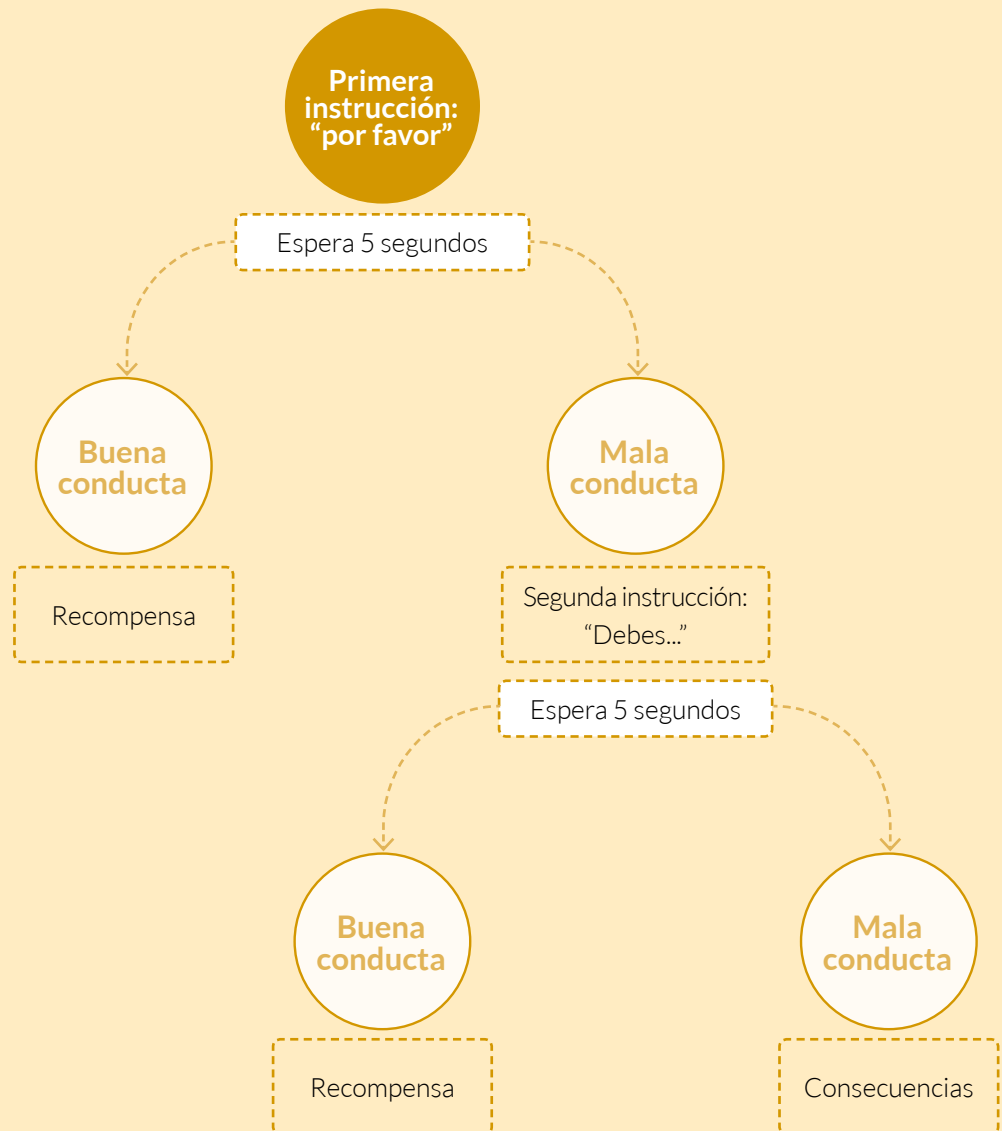 Primera
instrucción:
“por favor”
Espera 5 segundos
Buena
conducta
Mala
conducta
Recompensa
Segunda instrucción:
“Debes...”
Espera 5 segundos
Buena
conducta
Mala
conducta
Recompensa
Consecuencias